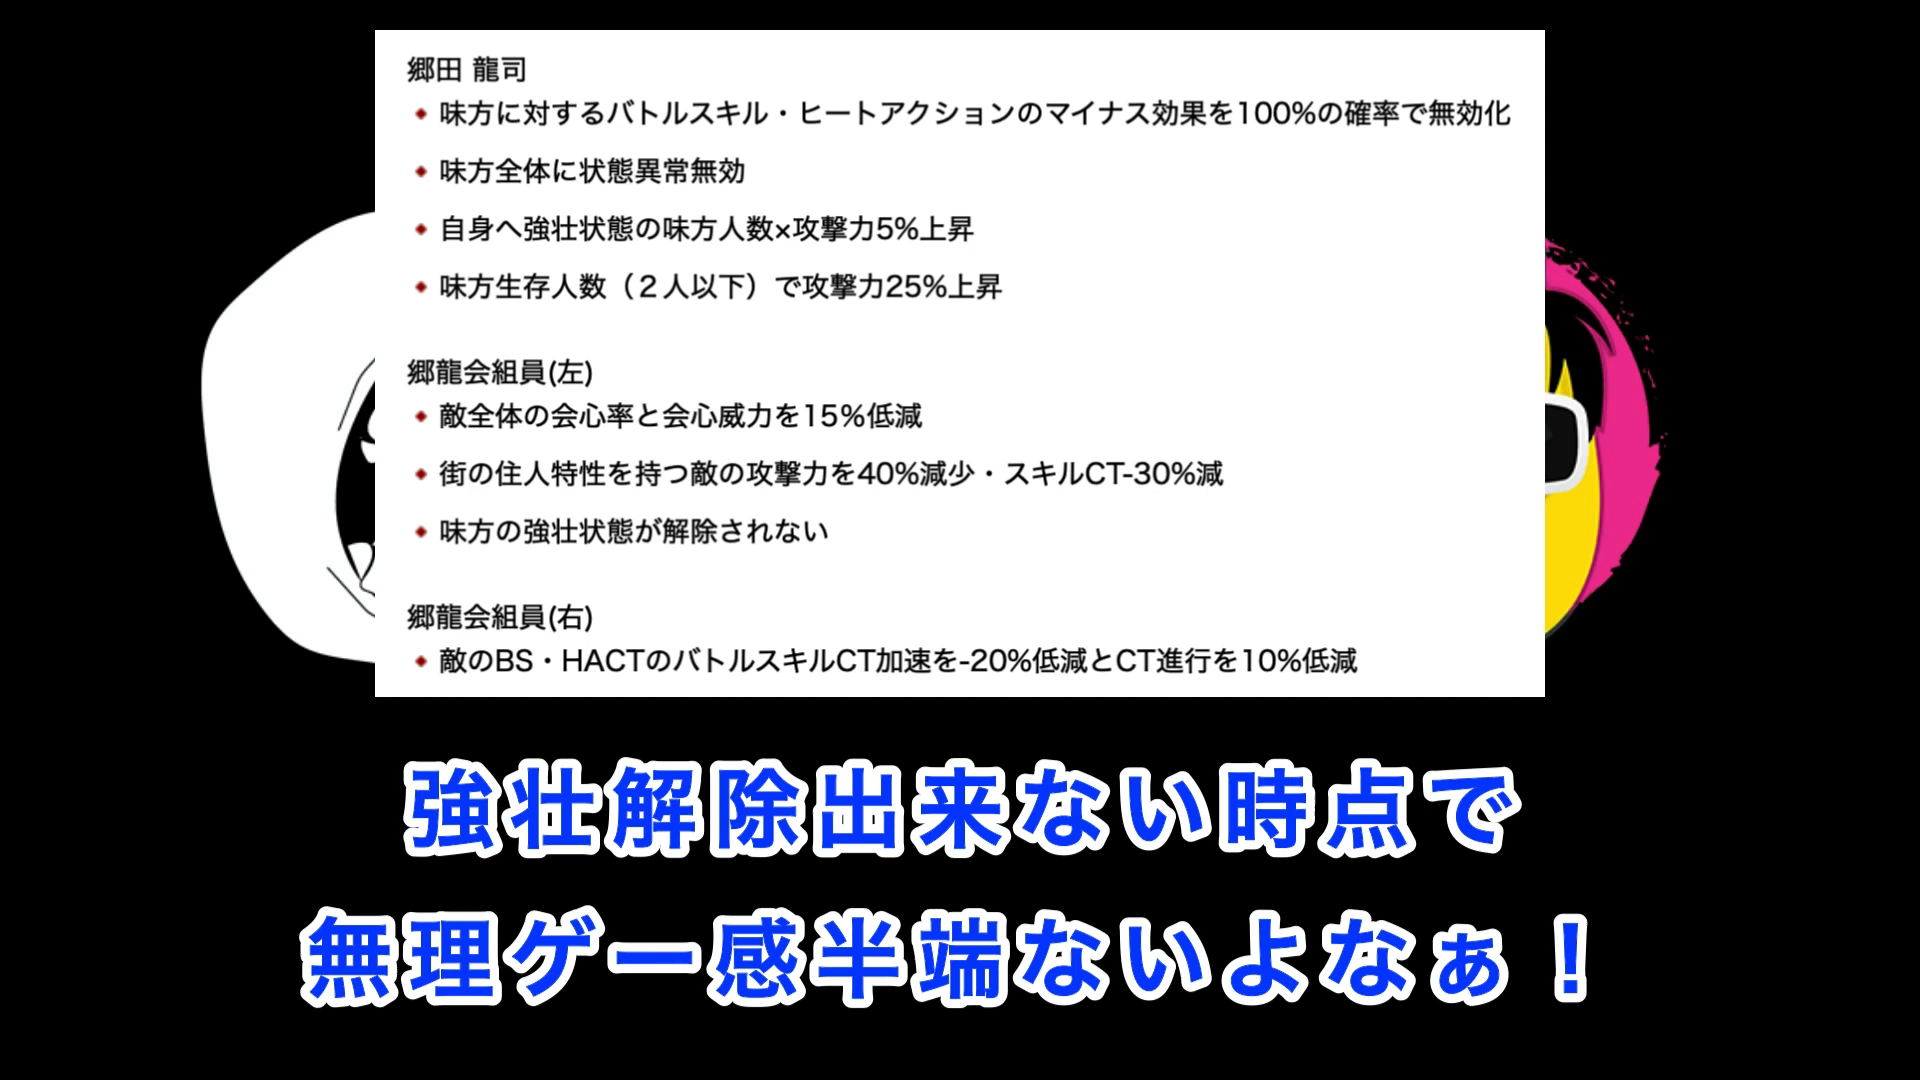 郷田 龍司
味方に対するバトルスキル・ヒートアクションのマイナス効果を100%の確率で無効化
味方全体に状態異常無効
自身へ強壮状態の味方人数×攻撃力5%上昇
味方生存人数（２人以下）で攻撃力25%上昇
郷龍会組員(左)
敵全体の会心率と会心威力を15%低減
街の住人特性を持つ敵の攻撃力を40%減少・スキルCT-30%減
味方の強壮状態が解除されない
郷龍会組員(右)
敵のBS・HACTのバトルスキルCT加速を-20%低減とCT進行を10%低減
強壮解除出来ない時点で
無理ゲー感半端ないよなぁ！